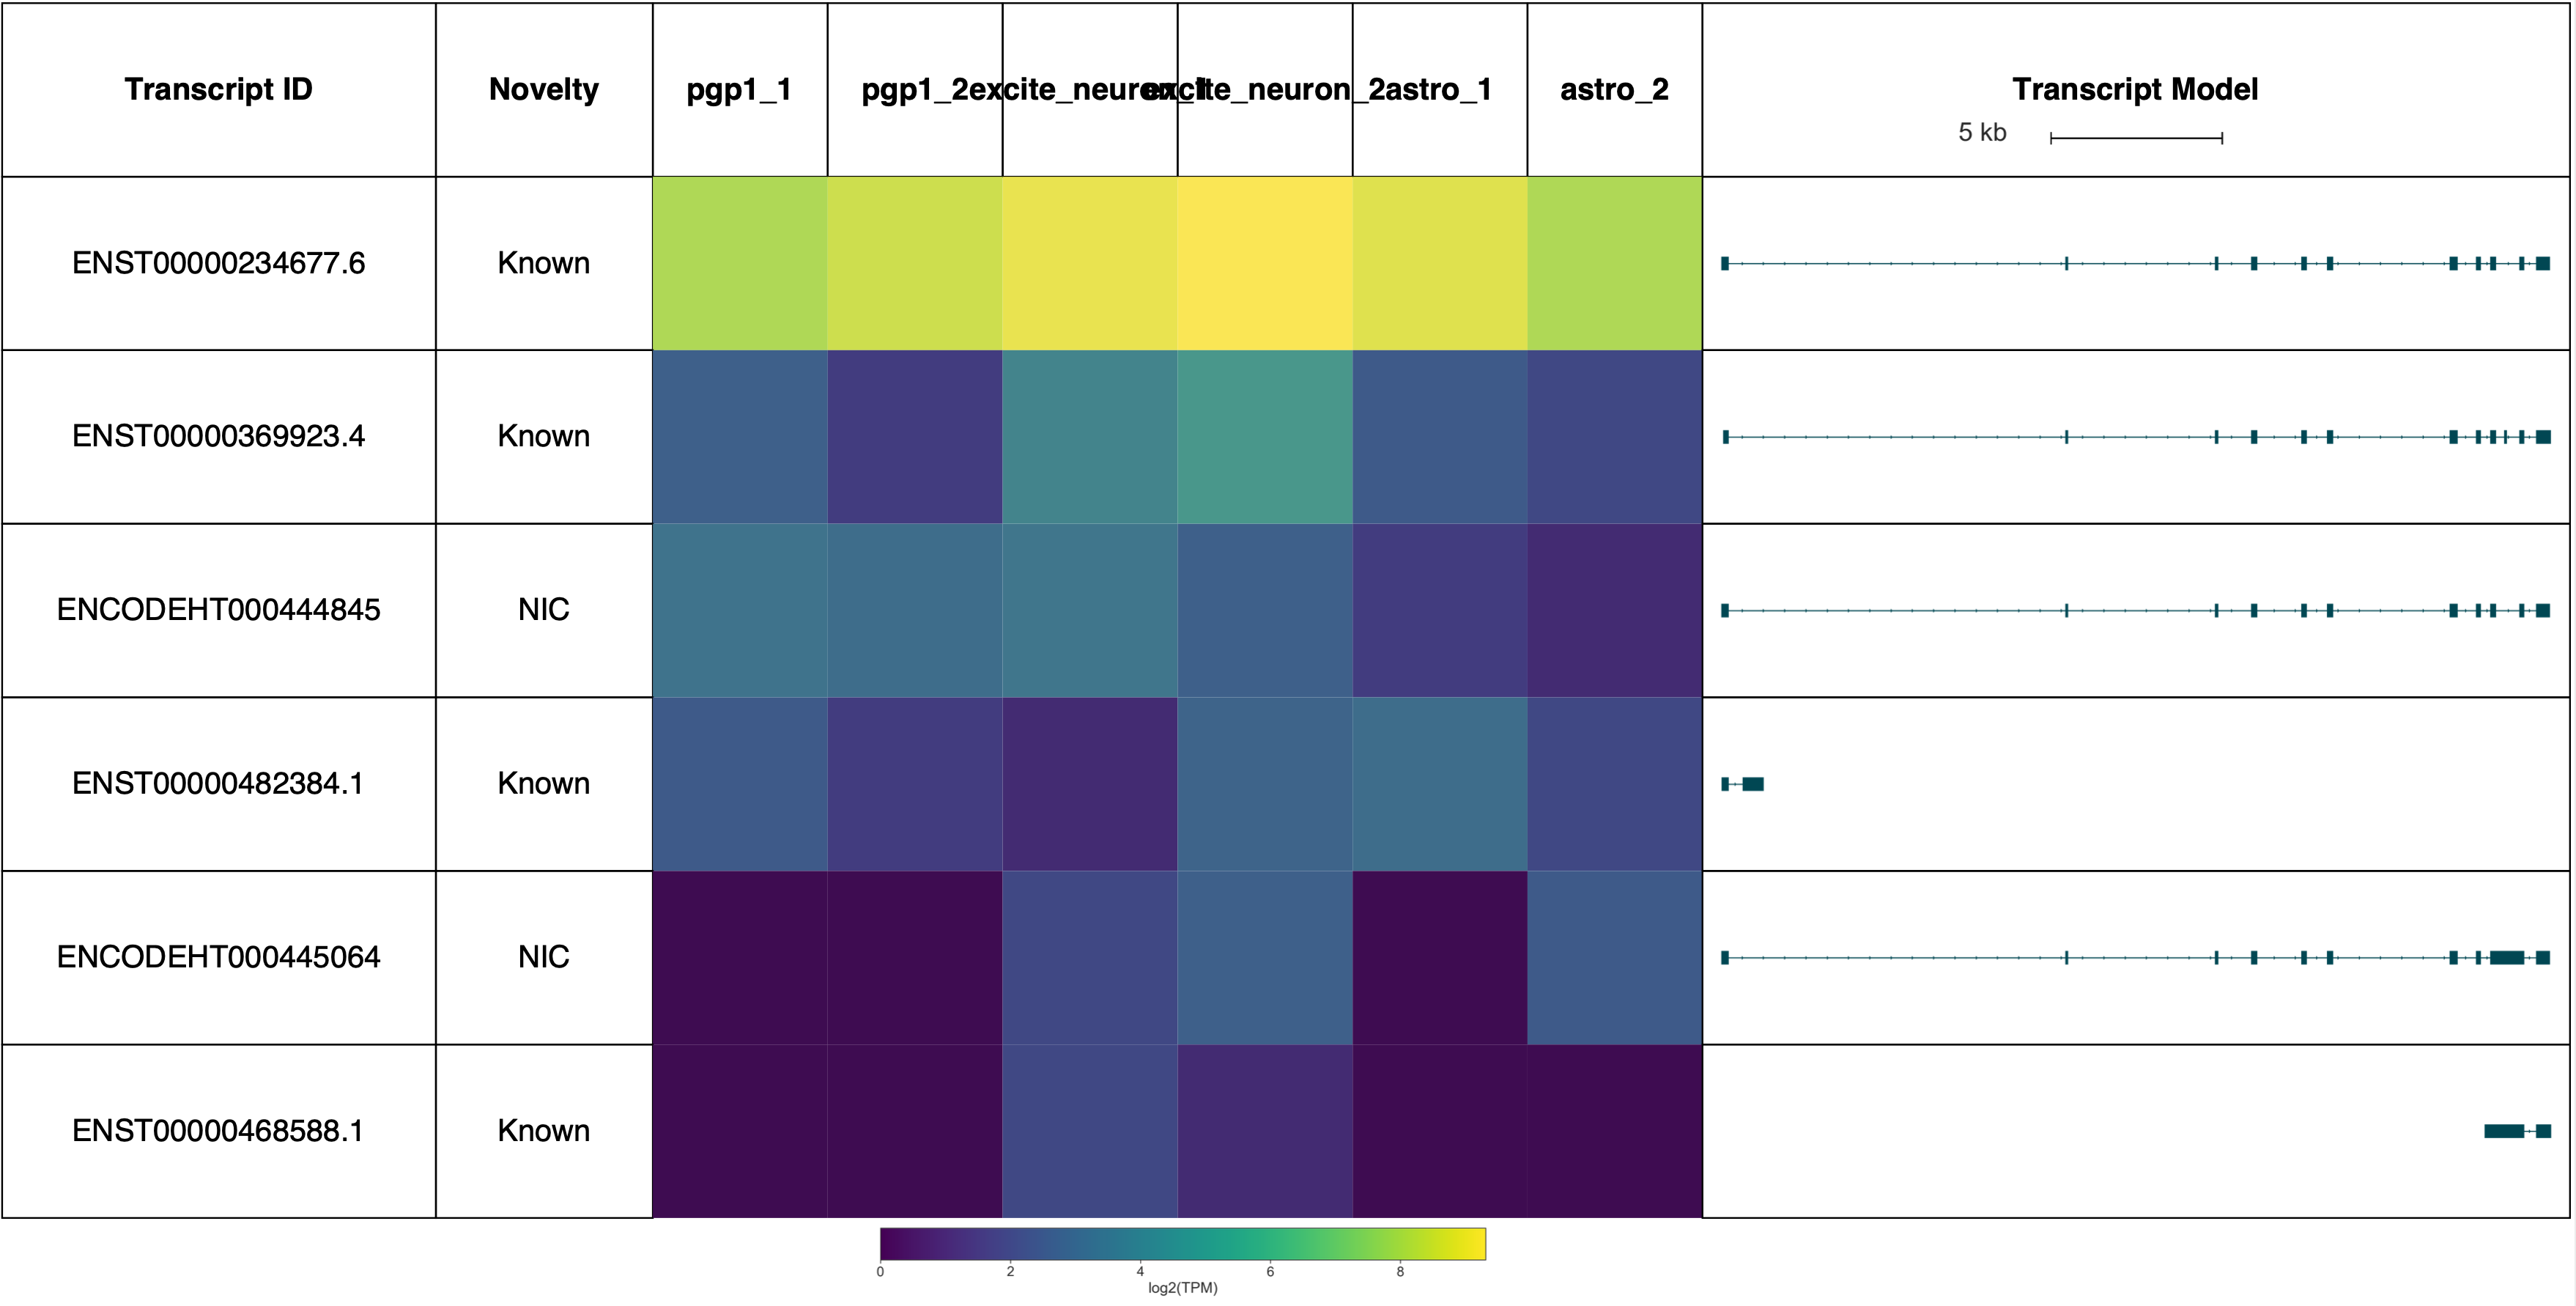 Transcript ID Novelty pgp1_1 pgp1_2 excite_neuron_1 excite_neuron_2 astro_1 astro_2 Transcript Model
5 kb
ENST00000234677.6 Known
ENST00000369923.4 Known
ENCODEHT000444845 NIC
ENST00000482384.1 Known
ENCODEHT000445064 NIC
ENST00000468588.1 Known
0 2 4 6 8
log2(TPM)